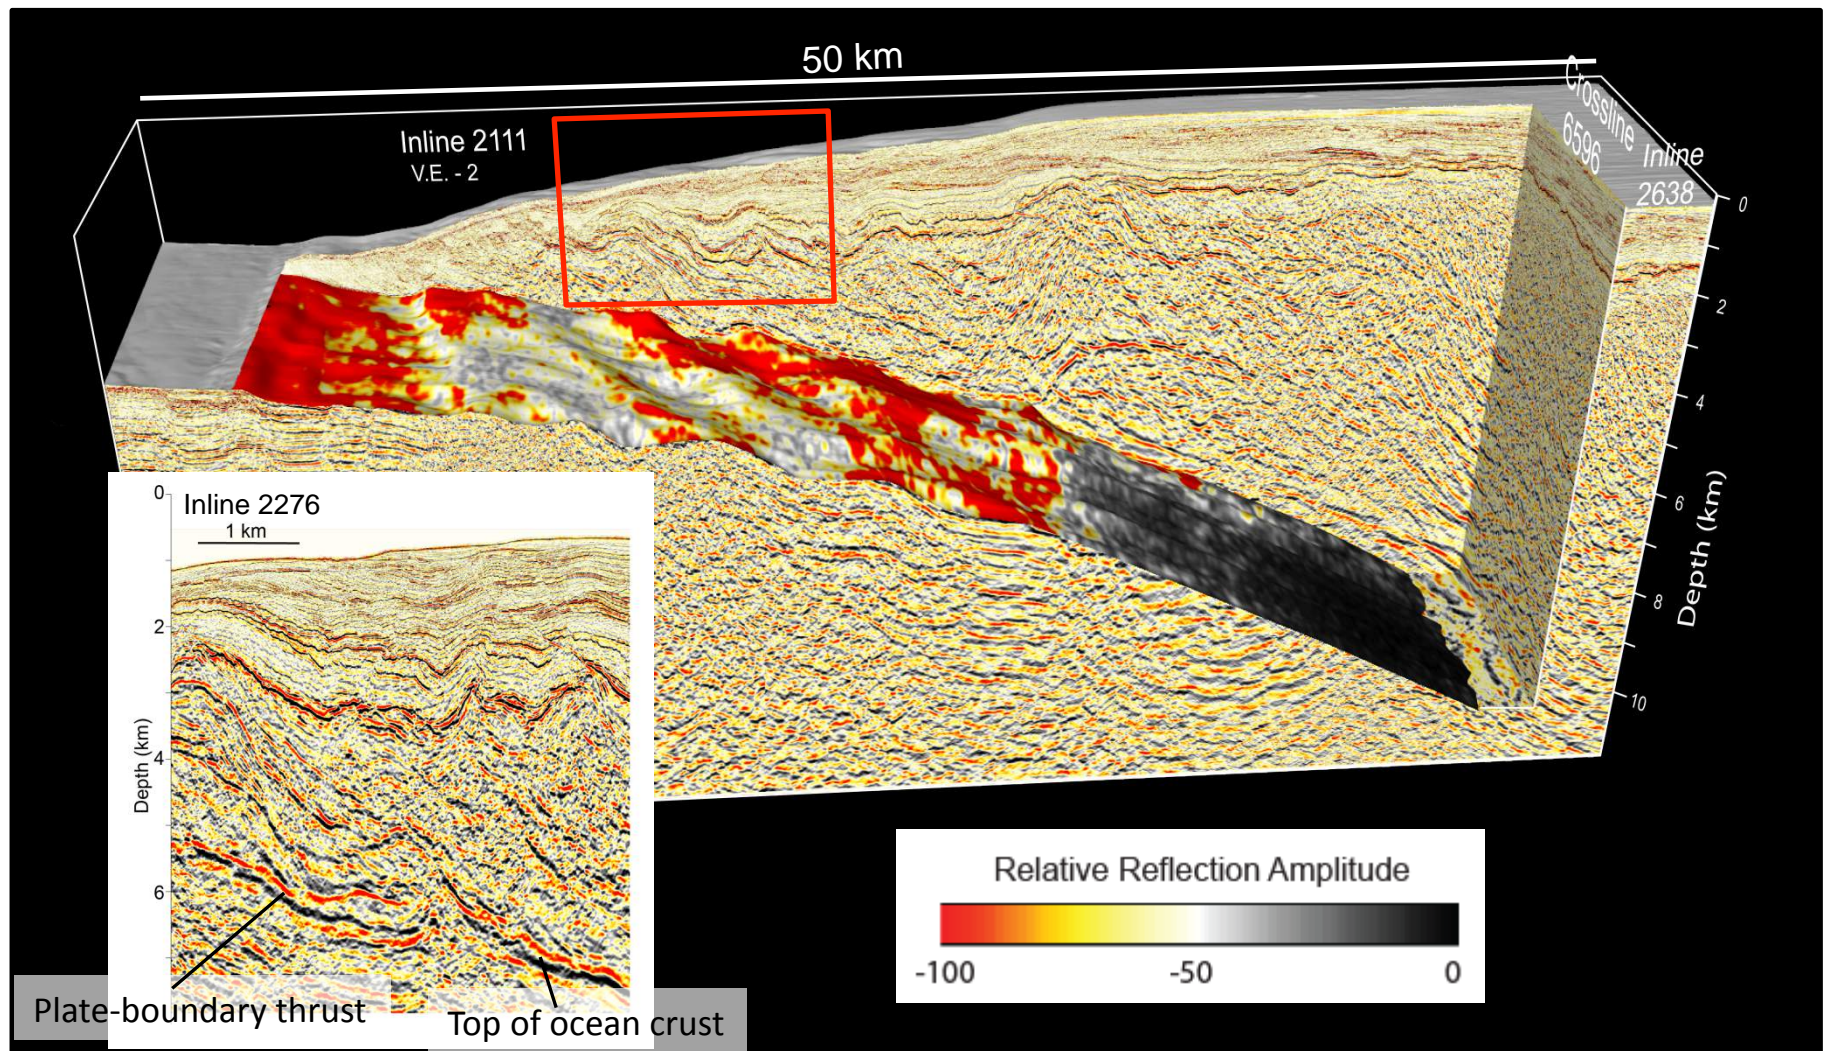 50 km
Inline 2111
V.E. - 2
Crossline
6596
Inline
2638
0
2
4
6
8
10
Depth (km)
Inline 2276
1 km
0
2
4
6
Depth (km)
Plate-boundary thrust
Top of ocean crust
Relative Reflection Amplitude
-100
-50
0